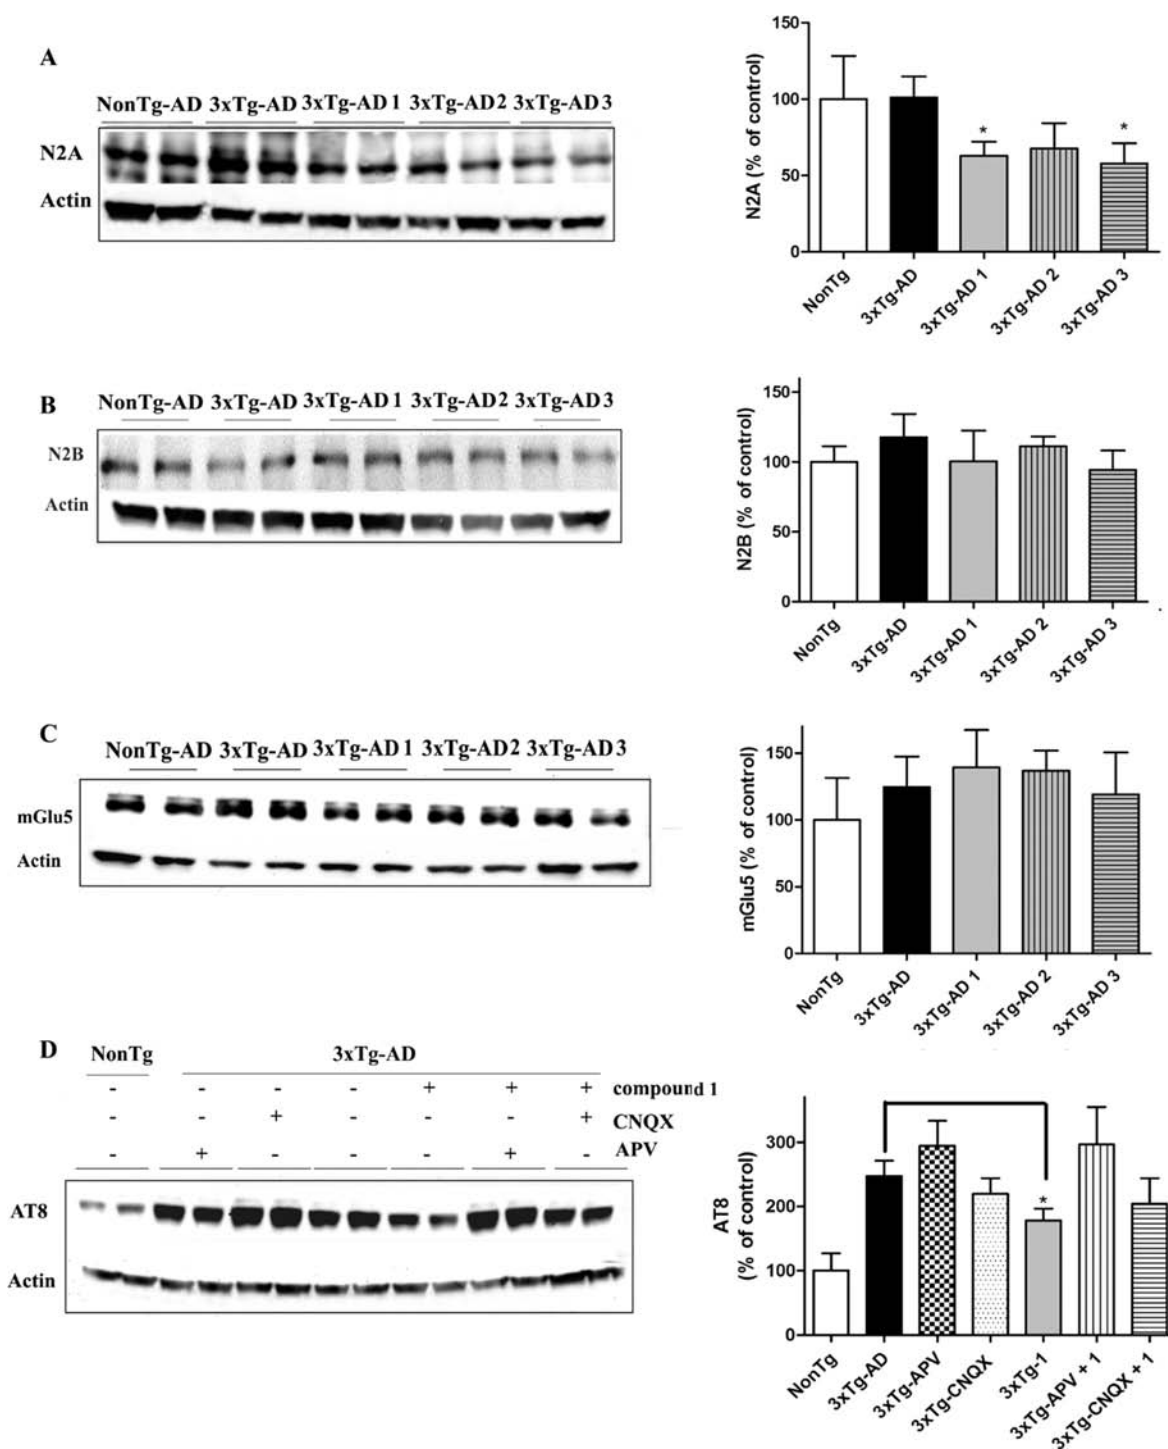 A
NonTg-AD 3xTg-AD 3xTg-AD 1 3xTg-AD2 3xTg-AD 3
N2A
Actin
N2A (% of control)
150
100
50
0
*
*
NonTg
3xTg-AD
3xTg-AD 1
3xTg-AD 2
3xTg-AD 3
B
NonTg-AD 3xTg-AD 3xTg-AD 1 3xTg-AD2 3xTg-AD 3
N2B
Actin
N2B (% of control)
150
100
50
0
NonTg
3xTg-AD
3xTg-AD 1
3xTg-AD 2
3xTg-AD 3
C
NonTg-AD 3xTg-AD 3xTg-AD 1 3xTg-AD2 3xTg-AD 3
mGlu5
Actin
mGlu5 (% of control)
150
100
50
0
NonTg
3xTg-AD
3xTg-AD 1
3xTg-AD 2
3xTg-AD 3
D
NonTg 3xTg-AD
- - - - + + + compound 1
- - + - - - + CNQX
- + - - - + - APV
AT8
Actin
AT8
(% of control)
300
200
100
0
*
NonTg
3xTg-AD
3xTg-APV
3xTg-CNQX
3xTg-1
3xTg-APV + 1
3xTg-CNQX + 1